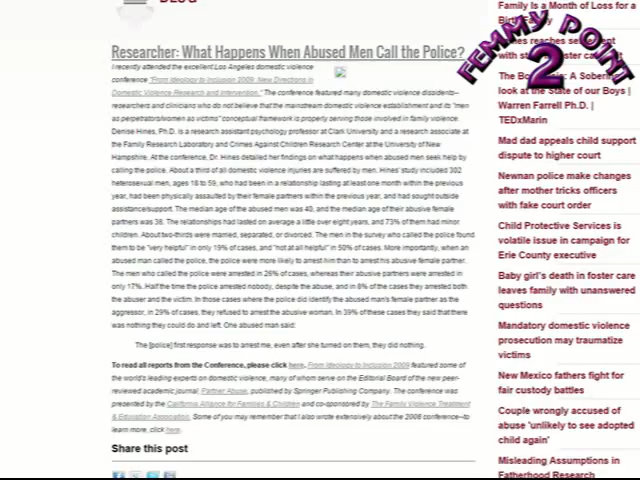 BLOG
Researcher: What Happens When Abused Men Call the Police?
I recently attended the excellent Los Angeles domestic violence
conference "From Ideology to Inclusion 2009: New Directions in
Domestic Violence Research and Intervention." The conference featured many domestic violence dissidents--
researchers and clinicians who do not believe that the mainstream domestic violence establishment and its "men
as perpetrators/women as victims" conceptual framework is properly serving those involved in family violence.
Denise Hines, Ph.D. is a research assistant psychology professor at Clark University and a research associate at
the Family Research Laboratory and Crimes Against Children Research Center at the University of New
Hampshire. At the conference, Dr. Hines detailed her findings on what happens when abused men seek help by
calling the police. About a third of all domestic violence injuries are suffered by men. Hines' study included 302
heterosexual men, ages 18 to 59, who had been in a relationship lasting at least one month within the previous
year, had been physically assaulted by their female partners within the previous year, and had sought outside
assistance/support. The median age of the abused men was 40, and the median age of their abusive female
partners was 38. The relationships had lasted on average a little over eight years, and 73% of them had minor
children. About two-thirds were married, separated, or divorced. The men in the survey who called the police found
them to be "very helpful" in only 19% of cases, and "not at all helpful" in 50% of cases. More importantly, when an
abused man called the police, the police were more likely to arrest him than to arrest his abusive female partner.
The men who called the police were arrested in 26% of cases, whereas their abusive partners were arrested in
only 17%. Half the time the police arrested nobody, despite the abuse, and in 8% of the cases they arrested both
the abuser and the victim. In those cases where the police did identify the abused man's female partner as the
aggressor, in 29% of cases, they refused to arrest the abusive woman. In 39% of these cases they said there
was nothing they could do and left. One abused man said:
The [police] first response was to arrest me, even after she turned on them, they did nothing.
To read all reports from the Conference, please click here. From Ideology to Inclusion 2009 featured some of
the world's leading experts on domestic violence, many of whom serve on the Editorial Board of the new peer-
reviewed academic journal, Partner Abuse, published by Springer Publishing Company. The conference was
presented by the California Alliance for Families & Children and co-sponsored by The Family Violence Treatment
& Education Association. Some of you may remember that I also wrote extensively about the 2008 conference--to
learn more, click here.
Share this post
Family is a Month of Loss for a
Birth Family
reaches settlement
with
FEMMY POINT
2
The Boy Crisis: A Sobering
look at the State of our Boys |
Warren Farrell Ph.D. |
TEDxMarin
Mad dad appeals child support
dispute to higher court
Newnan police make changes
after mother tricks officers
with fake court order
Child Protective Services is
volatile issue in campaign for
Erie County executive
Baby girl's death in foster care
leaves family with unanswered
questions
Mandatory domestic violence
prosecution may traumatize
victims
New Mexico fathers fight for
fair custody battles
Couple wrongly accused of
abuse 'unlikely to see adopted
child again'
Misleading Assumptions in
Fatherhood Research